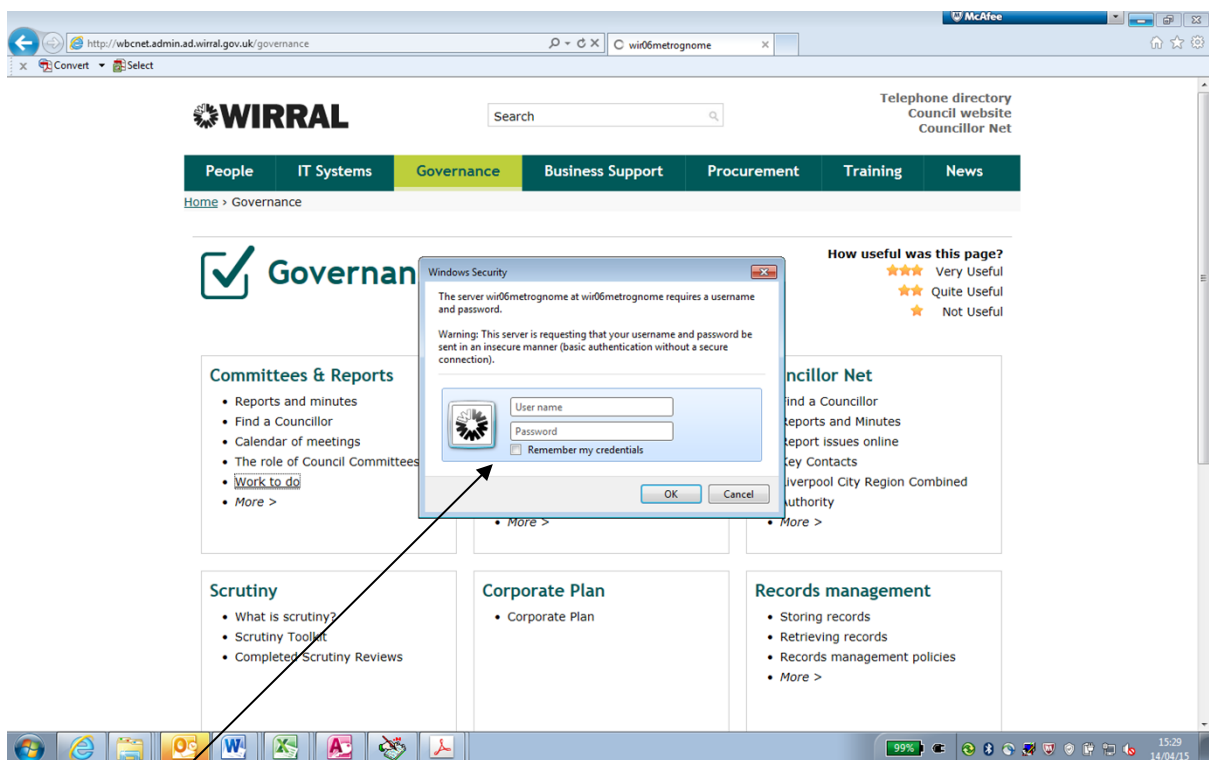 McAfee
http://wbcnet.admin.ad.wirral.gov.uk/governance
wir06metrognome
x Convert Select
WIRRAL
Search
Telephone directory
Council website
Councillor Net
People IT Systems Governance Business Support Procurement Training News
Home › Governance
Governan
How useful was this page?
Very Useful
Quite Useful
Not Useful
Windows Security
The server wir06metrognome at wir06metrognome requires a username
and password.
Warning: This server is requesting that your username and password be
sent in an insecure manner (basic authentication without a secure
connection).
User name
Password
Remember my credentials
OK Cancel
Committees & Reports
• Reports and minutes
• Find a Councillor
• Calendar of meetings
• The role of Council Committees
• Work to do
• More >
• More >
ncillor Net
ind a Councillor
eports and Minutes
eport issues online
ey Contacts
iverpool City Region Combined
uthority
• More >
Scrutiny
• What is scrutiny?
• Scrutiny Toolkit
• Completed Scrutiny Reviews
Corporate Plan
• Corporate Plan
Records management
• Storing records
• Retrieving records
• Records management policies
• More >
99%
15:29
14/04/15